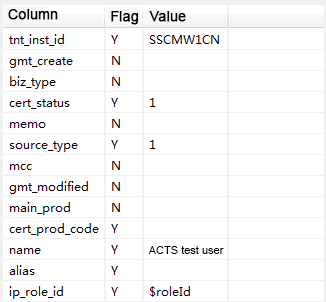 Column Flag Value
tnt_inst_id Y SSCMW1CN
gmt_create N
biz_type N
cert_status Y 1
memo N
source_type Y 1
mcc N
gmt_modified N
main_prod N
cert_prod_code Y
name Y ACTS test user
alias Y
ip_role_id Y $roleId